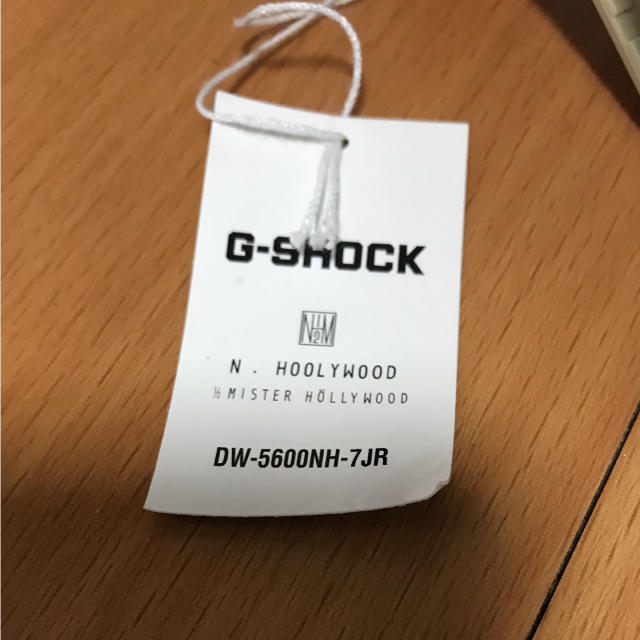 G-SHOCK
N. HOOLYWOOD
½ MISTER HÖLLYWOOD
DW-5600NH-7JR